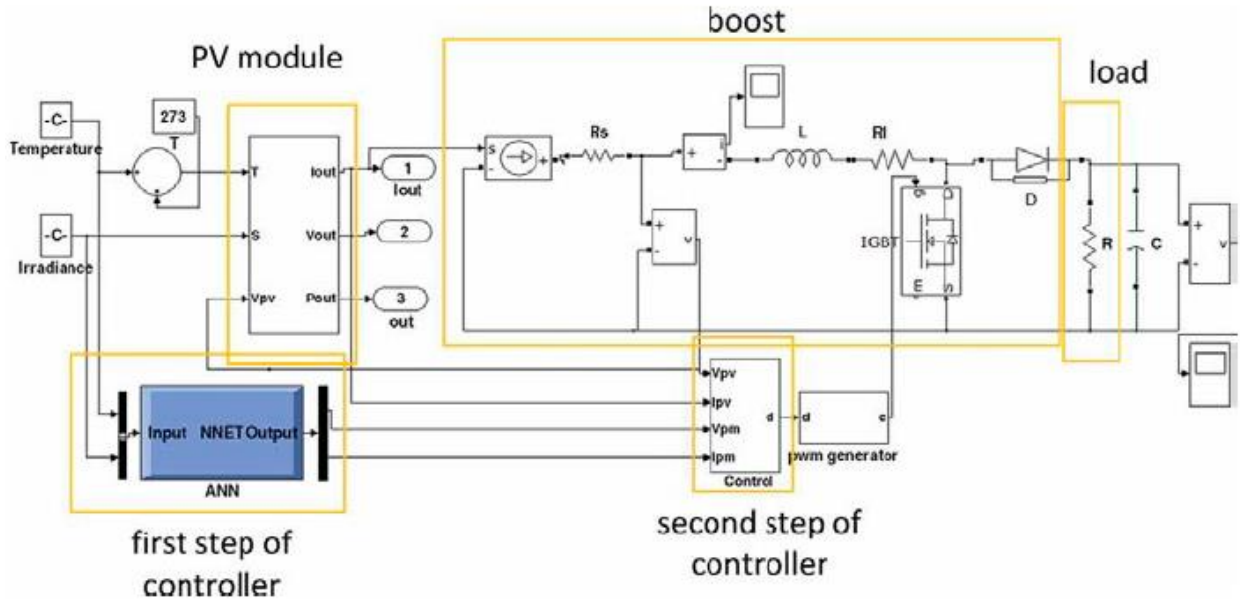 boost
PV module
load
-C-
Temperature
273
T
T
Iout
1
Iout
s
+
-
Rs
+
-
i
L
Rl
D
-C-
Irradiance
S
Vout
2
+
-
v
IGBT
g
D
m
S
R
C
+
-
v
Vpv
Pout
3
out
Input
NNET
Output
ANN
Vpv
Ipv
Vpm
Ipm
d
Control
d
c
pwm generator
first step of
controller
second step of
controller